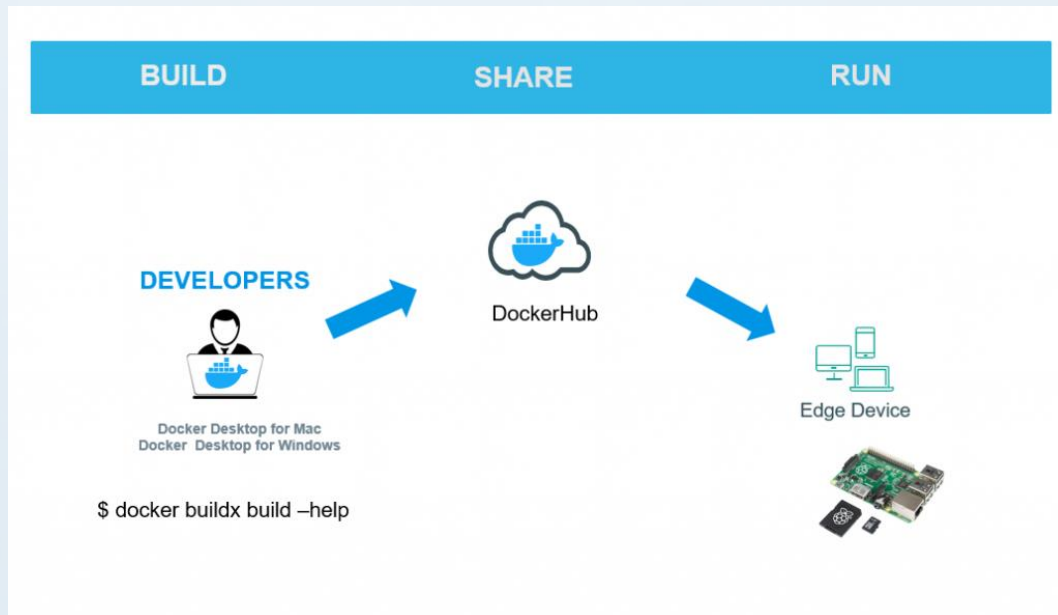 BUILD
SHARE
RUN
DEVELOPERS
Docker Desktop for Mac
Docker Desktop for Windows
$ docker buildx build –help
DockerHub
Edge Device